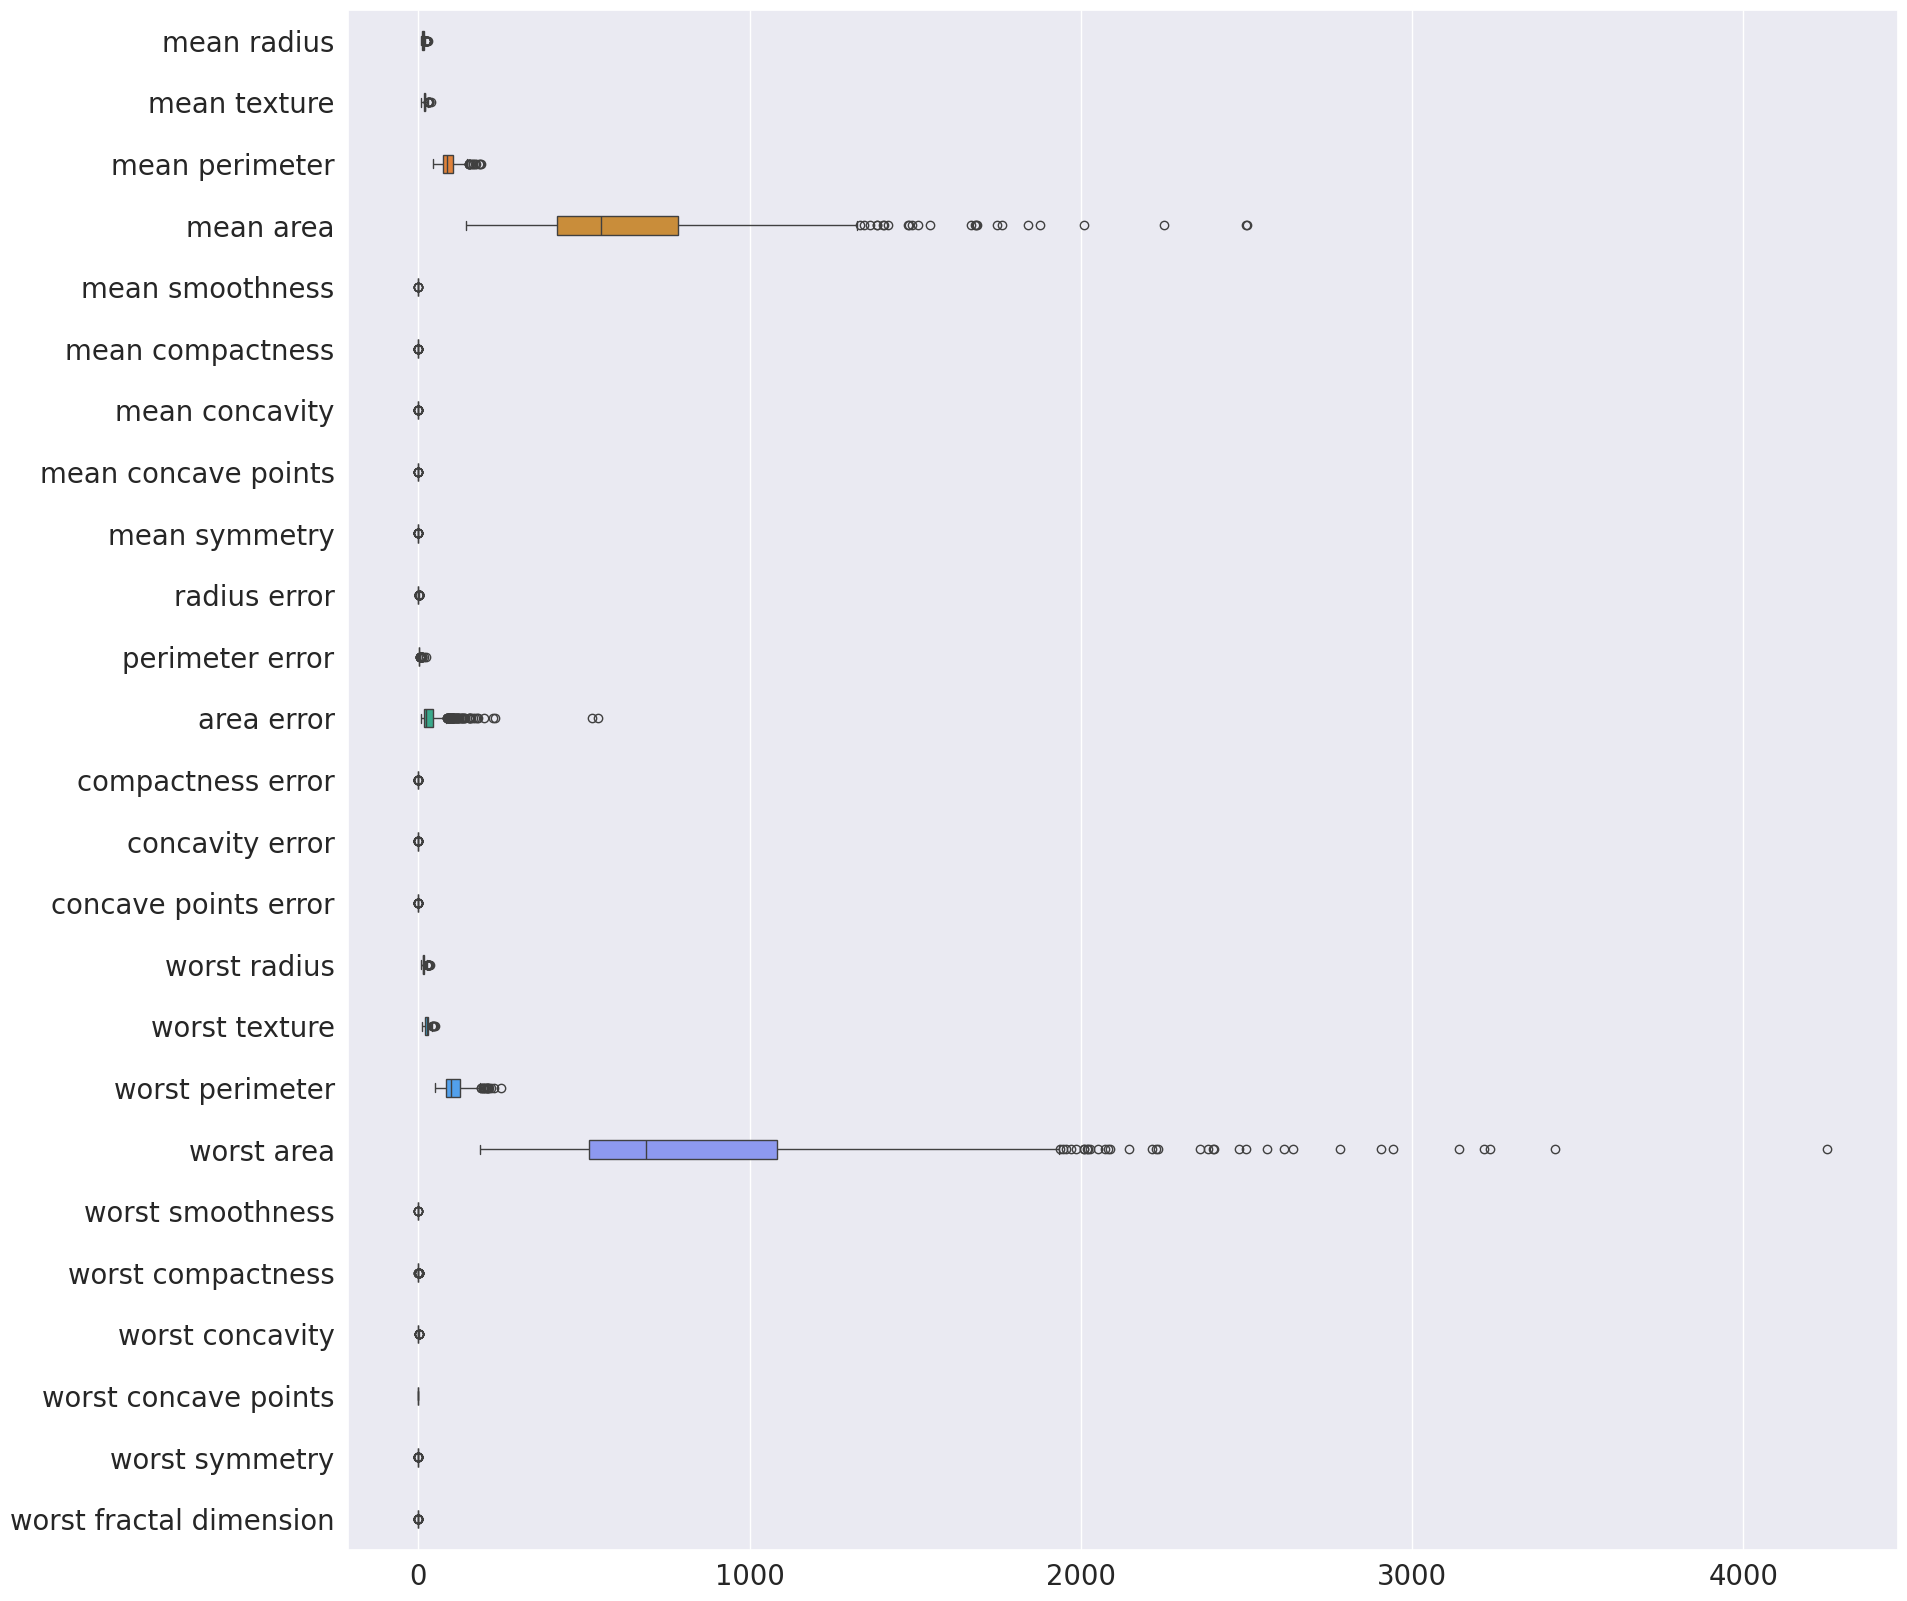 mean radius
mean texture
mean perimeter
mean area
mean smoothness
mean compactness
mean concavity
mean concave points
mean symmetry
radius error
perimeter error
area error
compactness error
concavity error
concave points error
worst radius
worst texture
worst perimeter
worst area
worst smoothness
worst compactness
worst concavity
worst concave points
worst symmetry
worst fractal dimension
0 1000 2000 3000 4000